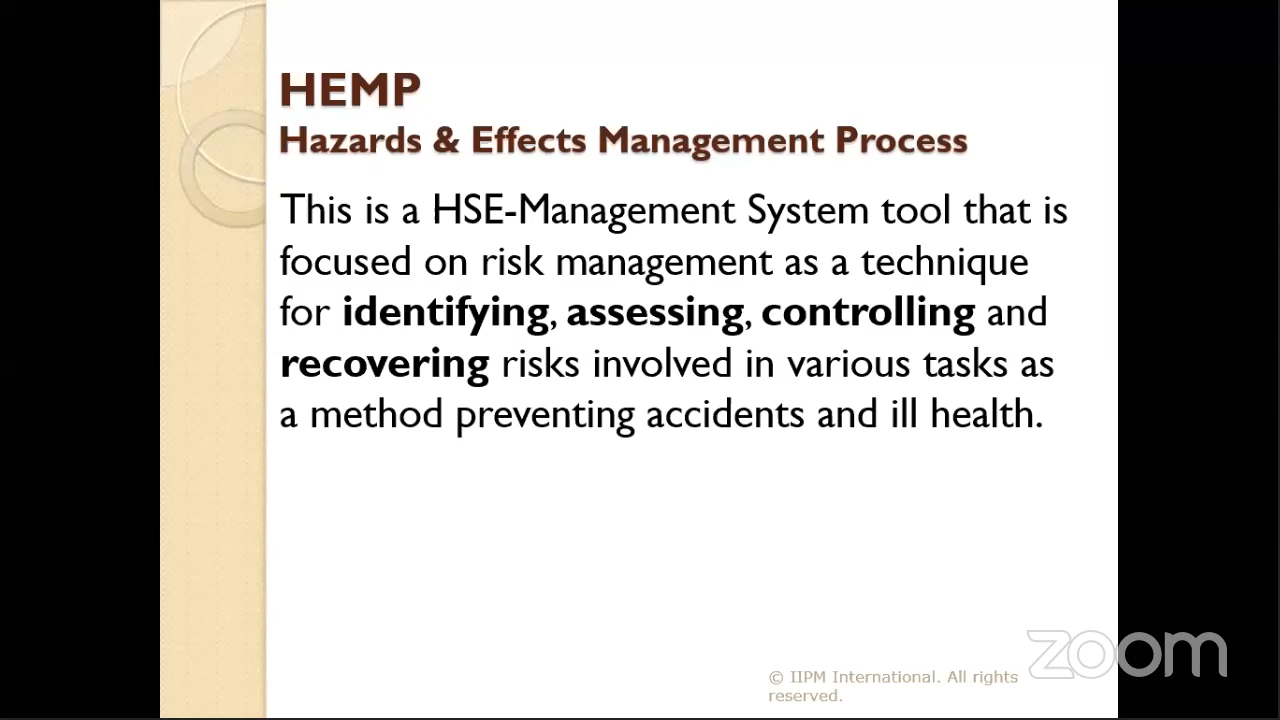 HEMP
Hazards & Effects Management Process
This is a HSE-Management System tool that is
focused on risk management as a technique
for identifying, assessing, controlling and
recovering risks involved in various tasks as
a method preventing accidents and ill health.
zoom
© IIPM International. All rights
reserved.